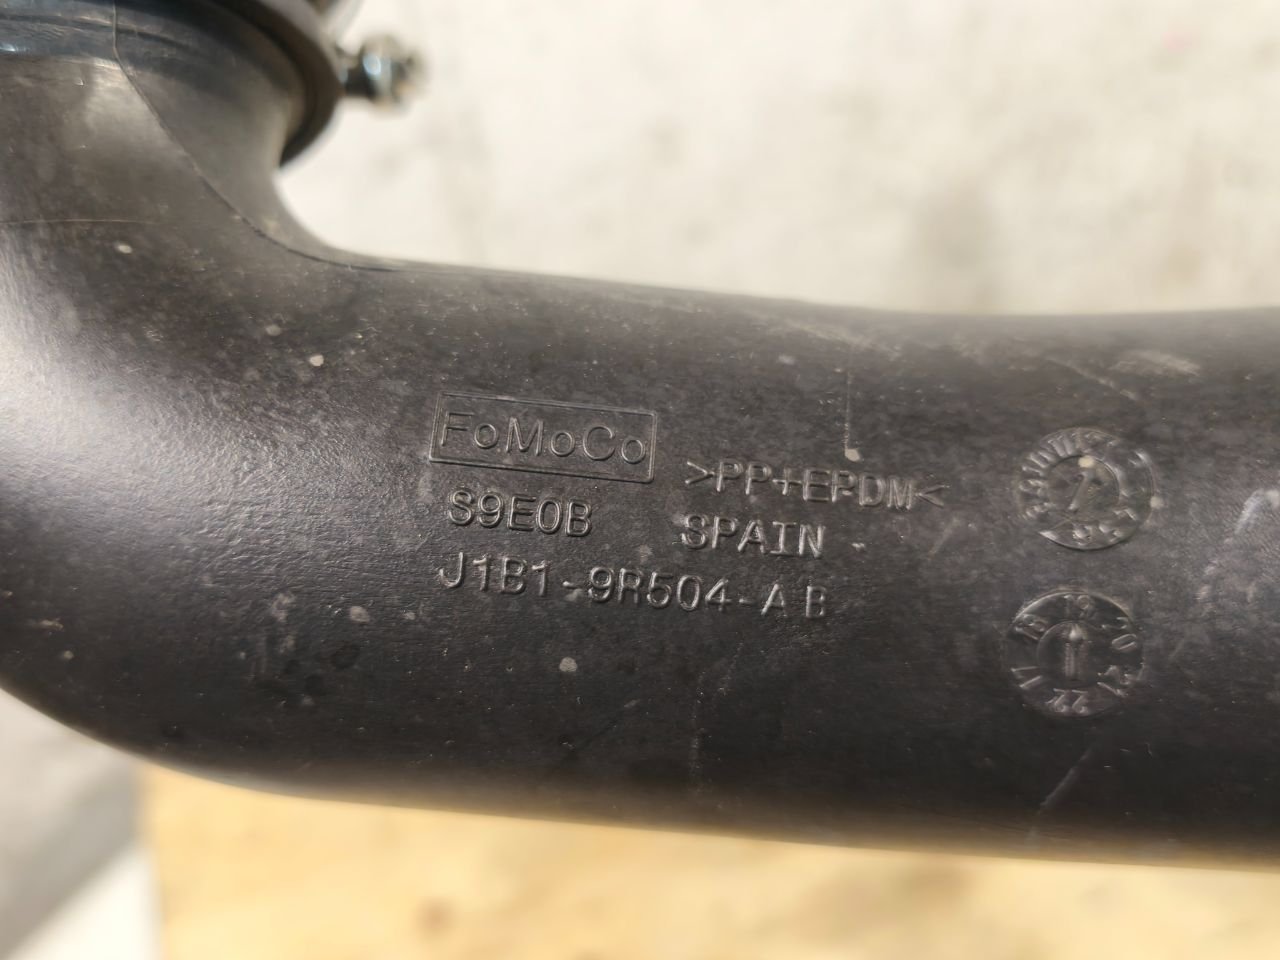 FoMoCo
>PP+EPDM<
S9E0B SPAIN
J1B1-9R504-AB